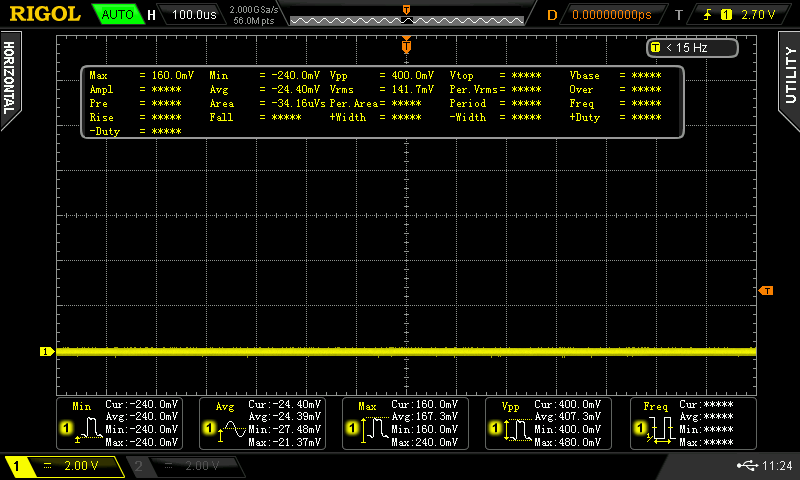 RIGOL AUTO H 100.0us 2.000GSa/s 56.0M pts T D 0.00000000ps T 1 2.70 V
HORIZONTAL
UTILITY
T
T < 15 Hz
Max = 160.0mV Min = -240.0mV Vpp = 400.0mV Vtop = ***** Vbase = *****
Ampl = ***** Avg = -24.40mV Vrms = 141.7mV Per.Vrms= ***** Over = *****
Pre = ***** Area = -34.16uVs Per.Area= ***** Period = ***** Freq = *****
Rise = ***** Fall = ***** +Width = ***** -Width = ***** +Duty = *****
-Duty = *****
T
1
Min Cur:-240.0mV
Avg:-240.0mV
1 Min:-240.0mV
Max:-240.0mV
Avg Cur:-24.40mV
Avg:-24.39mV
1 Min:-27.48mV
Max:-21.37mV
Max Cur:160.0mV
Avg:167.3mV
1 Min:160.0mV
Max:240.0mV
Vpp Cur:400.0mV
Avg:407.3mV
1 Min:400.0mV
Max:480.0mV
Freq Cur:*****
Avg:*****
1 Min:*****
Max:*****
1 = 2.00 V 2 = 2.00 V 11:24